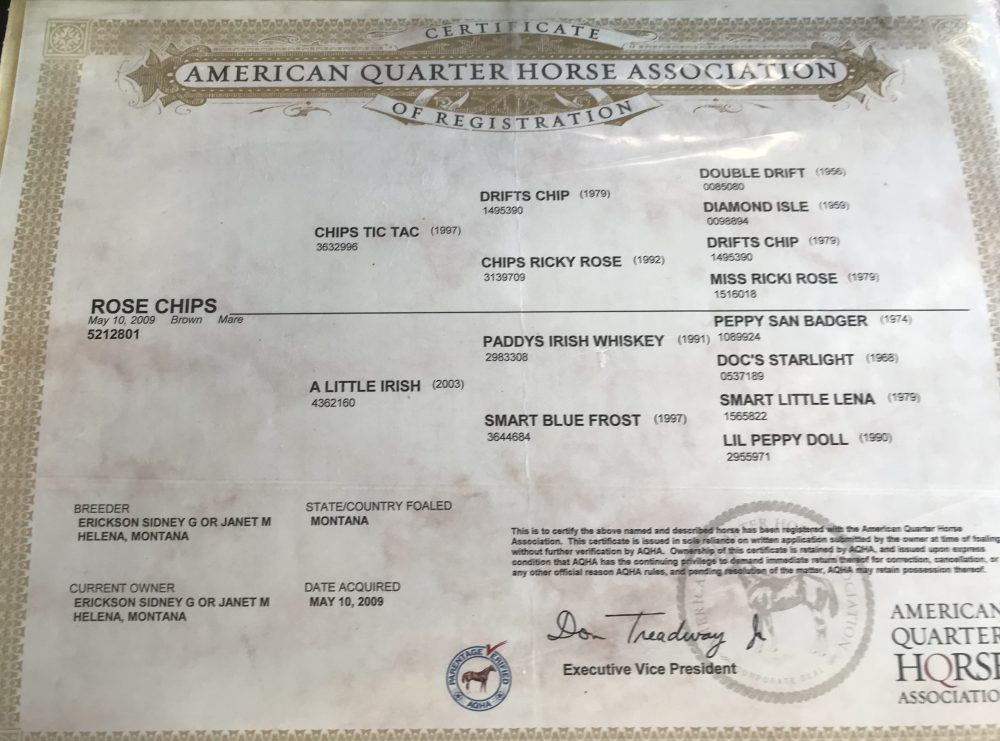 CERTIFICATE
AMERICAN QUARTER HORSE ASSOCIATION
OF REGISTRATION
DOUBLE DRIFT (1956)
0085080
DRIFTS CHIP (1979)
1495390
DIAMOND ISLE (1959)
0098894
CHIPS TIC TAC (1997)
3632996
DRIFTS CHIP (1979)
1495390
CHIPS RICKY ROSE (1992)
3139709
MISS RICKI ROSE (1979)
1516018
ROSE CHIPS
May 10, 2009 Brown Mare
5212801
PEPPY SAN BADGER (1974)
1089924
PADDYS IRISH WHISKEY (1991)
2983308
DOC'S STARLIGHT (1968)
0537189
A LITTLE IRISH (2003)
4362160
SMART LITTLE LENA (1979)
1565822
SMART BLUE FROST (1997)
3644684
LIL PEPPY DOLL (1990)
2955971
BREEDER
ERICKSON SIDNEY G OR JANET M
HELENA, MONTANA
STATE/COUNTRY FOALED
MONTANA
This is to certify the above named and described horse has been registered with the American Quarter Horse
Association. This certificate is issued in sole reliance on written application submitted by the owner at time of foaling
without further verification by AQHA. Ownership of this certificate is retained by AQHA, and issued upon express
condition that AQHA has the continuing privilege to demand immediate return thereof for correction, cancellation, or
any other official reason AQHA rules, and pending resolution of the matter, AQHA may retain possession thereof.
CURRENT OWNER
ERICKSON SIDNEY G OR JANET M
HELENA, MONTANA
DATE ACQUIRED
MAY 10, 2009
Don Treadway Jr
Executive Vice President
PARENTAGE VERIFIED
AQHA
CORPORATE SEAL
AMERICAN
QUARTER
HORSE
ASSOCIATIO